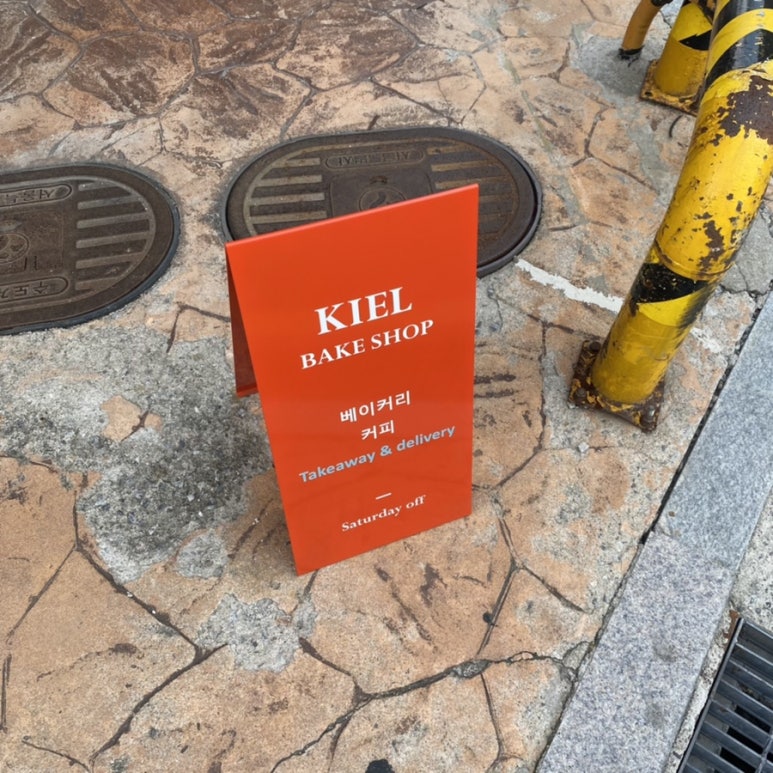 KIEL
BAKE SHOP
베이커리
커피
Takeaway & delivery
Saturday off